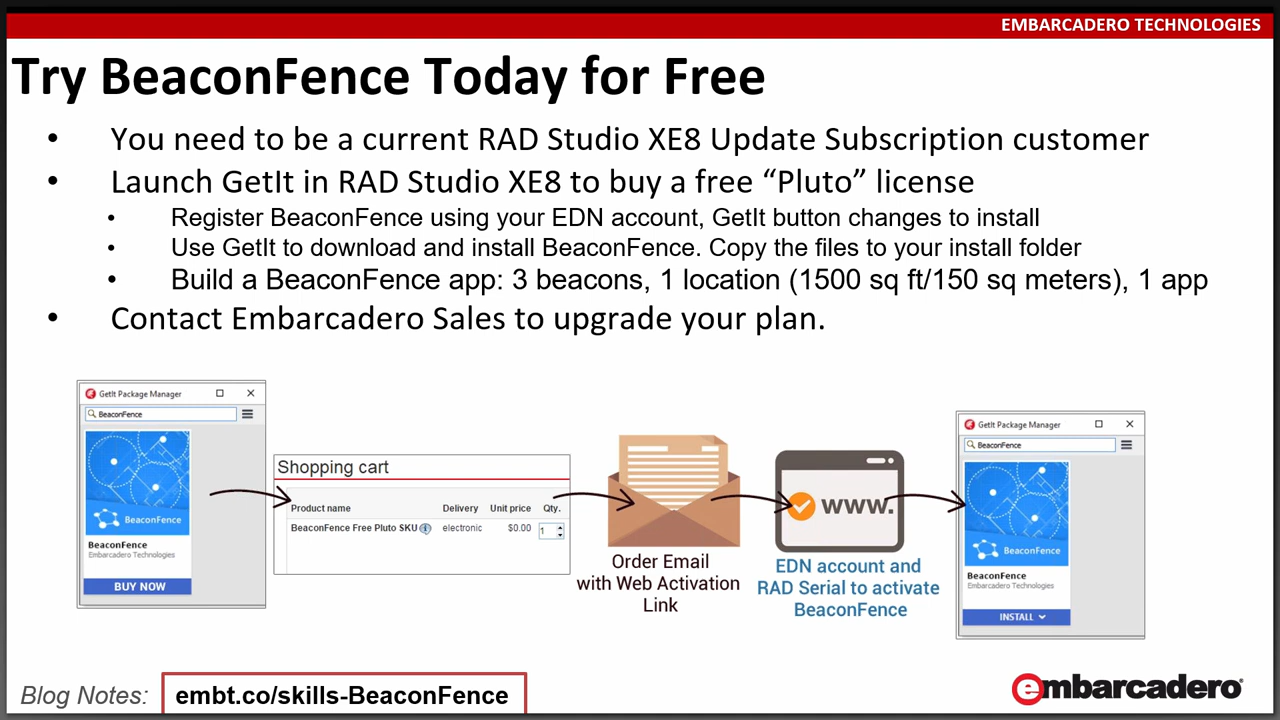 EMBARCADERO TECHNOLOGIES
Try BeaconFence Today for Free
• You need to be a current RAD Studio XE8 Update Subscription customer
• Launch GetIt in RAD Studio XE8 to buy a free “Pluto” license
• Register BeaconFence using your EDN account, GetIt button changes to install
• Use GetIt to download and install BeaconFence. Copy the files to your install folder
• Build a BeaconFence app: 3 beacons, 1 location (1500 sq ft/150 sq meters), 1 app
• Contact Embarcadero Sales to upgrade your plan.
GetIt Package Manager
BeaconFence
BeaconFence
BeaconFence
Embarcadero Technologies
BUY NOW
Shopping cart
Product name Delivery Unit price Qty.
BeaconFence Free Pluto SKU electronic $0.00 1
Order Email
with Web Activation
Link
www.
EDN account and
RAD Serial to activate
BeaconFence
GetIt Package Manager
BeaconFence
BeaconFence
BeaconFence
Embarcadero Technologies
INSTALL
Blog Notes: embt.co/skills-BeaconFence
embarcadero®